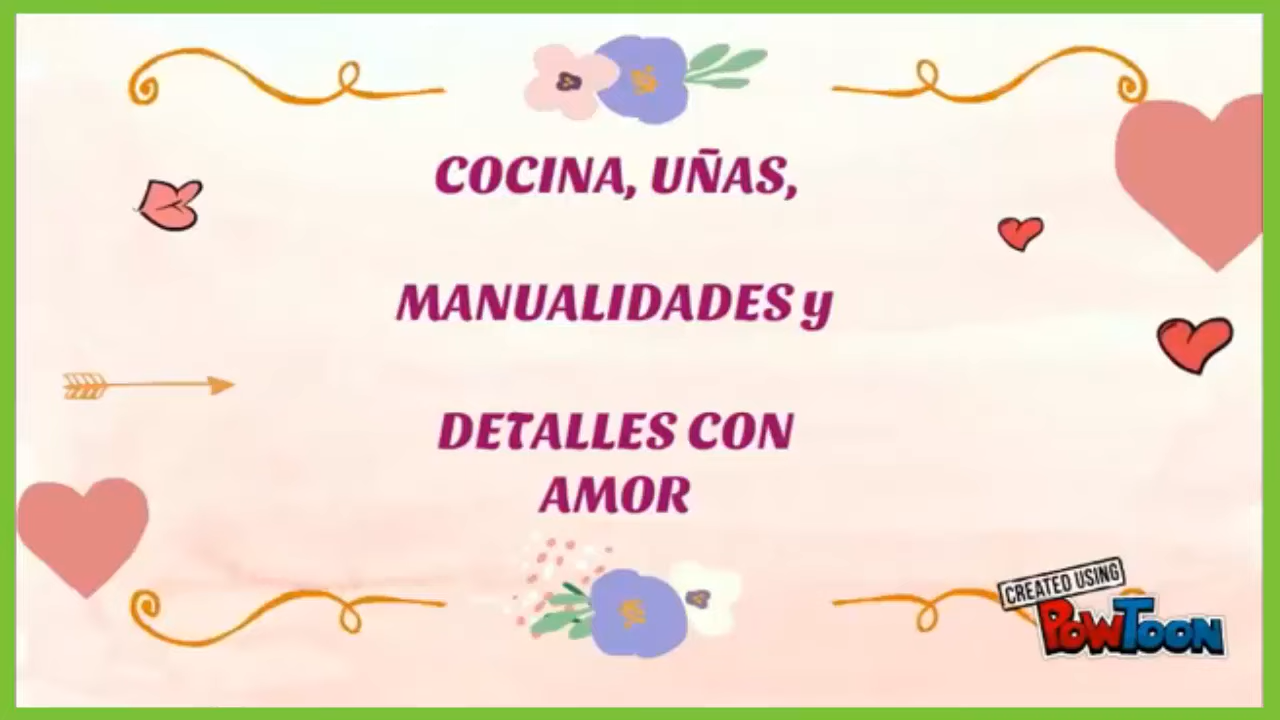 COCINA, UÑAS,
MANUALIDADES y
DETALLES CON
AMOR
CREATED USING
POWTOON